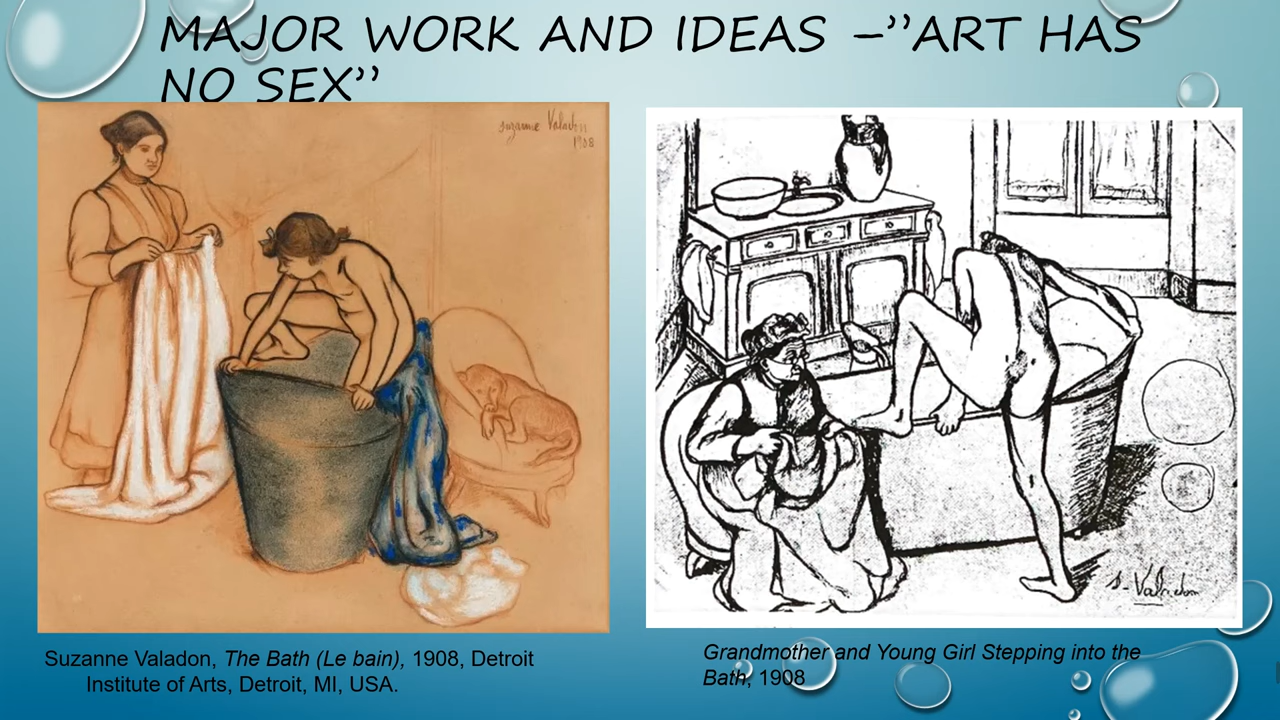 MAJOR WORK AND IDEAS –”ART HAS
NO SEX”
Suzanne Valadon
1908
S. Valadon
Suzanne Valadon, The Bath (Le bain), 1908, Detroit
Institute of Arts, Detroit, MI, USA.
Grandmother and Young Girl Stepping into the
Bath, 1908